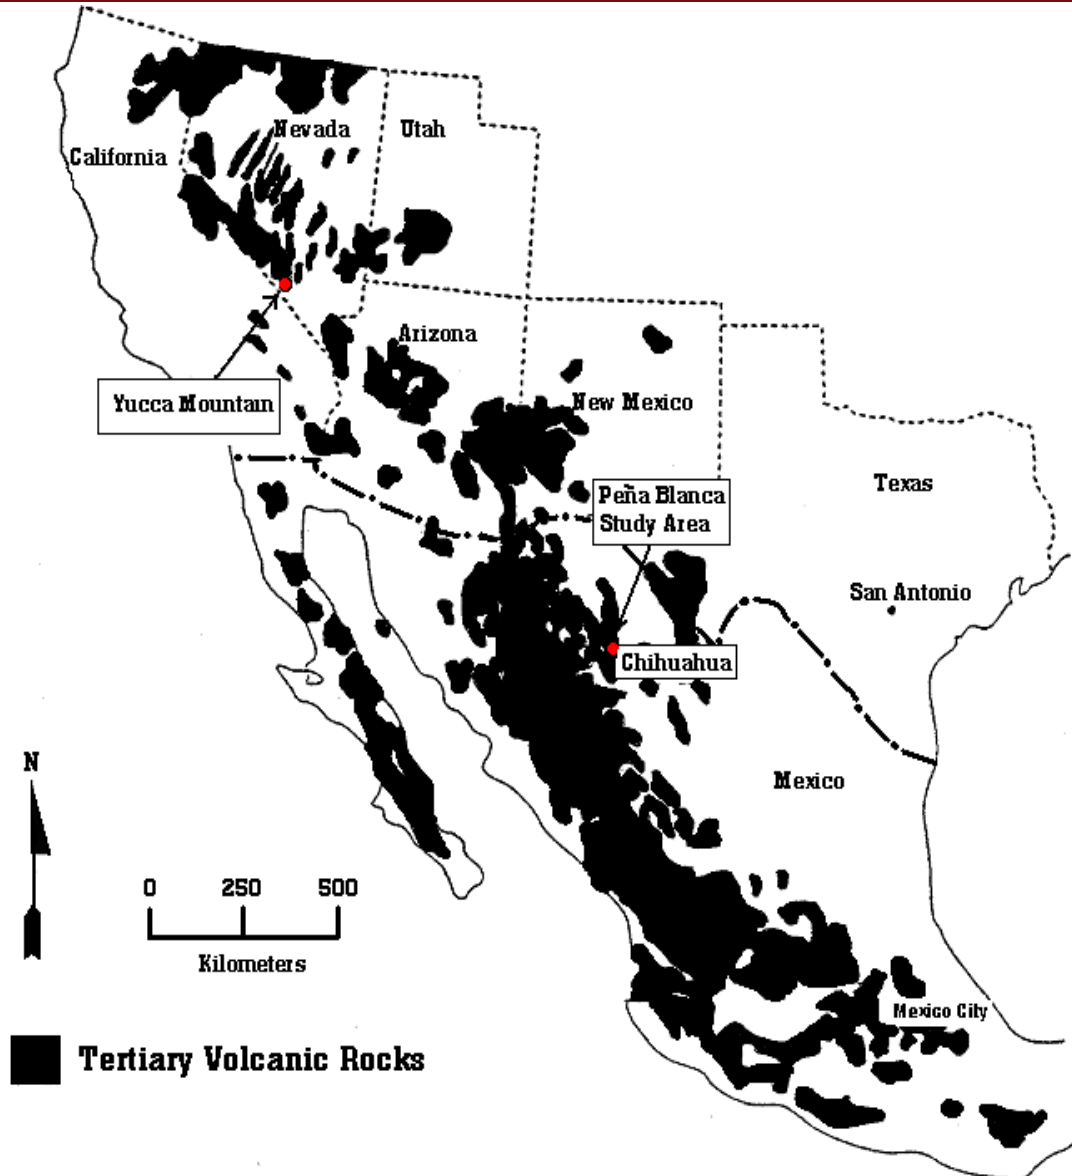 Nevada
Utah
California
Arizona
Yucca Mountain
New Mexico
Texas
Peña Blanca
Study Area
San Antonio
Chihuahua
N
Mexico
0 250 500
Kilometers
Mexico City
Tertiary Volcanic Rocks